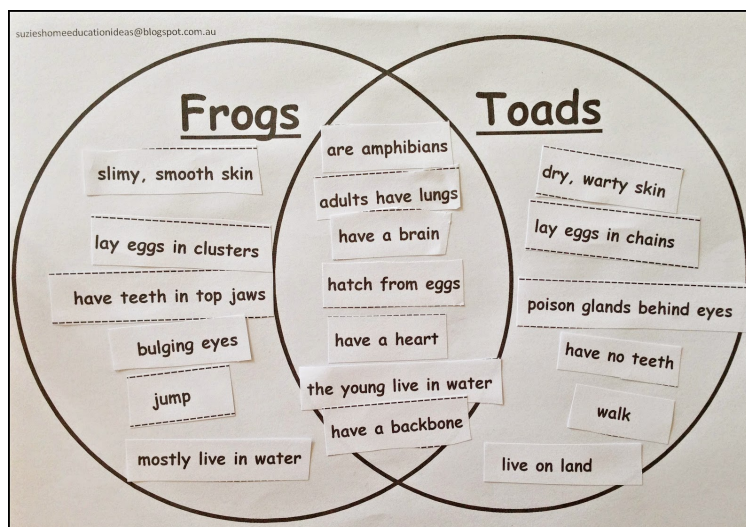 suzieshomeeducationideas@blogspot.com.au
Frogs
slimy, smooth skin
lay eggs in clusters
have teeth in top jaws
bulging eyes
jump
mostly live in water
are amphibians
adults have lungs
have a brain
hatch from eggs
have a heart
the young live in water
have a backbone
Toads
dry, warty skin
lay eggs in chains
poison glands behind eyes
have no teeth
walk
live on land